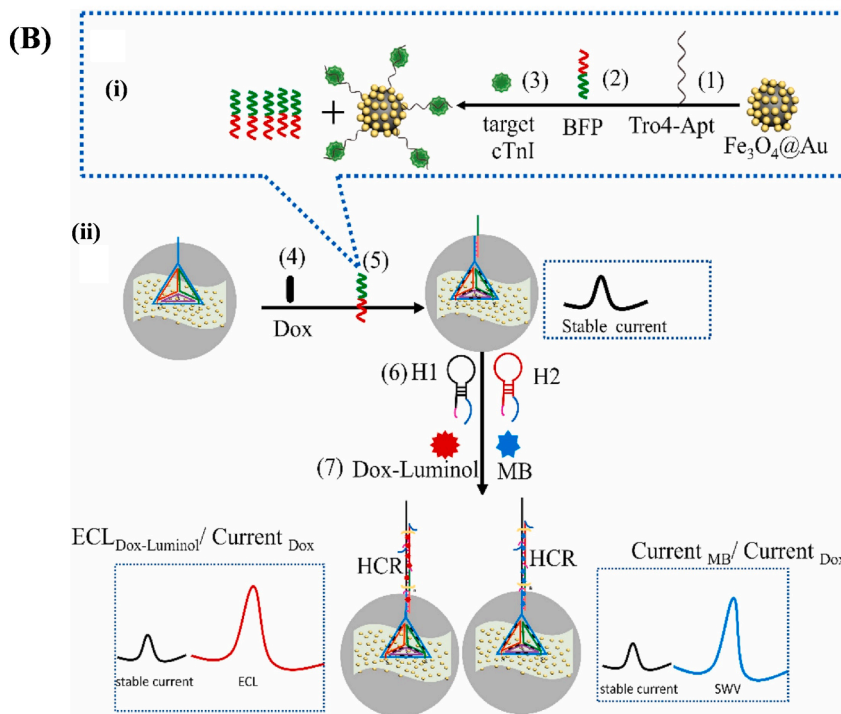 (B)
(i)
(3)
(2)
(1)
target
cTnI
BFP
Tro4-Apt
Fe₃O₄@Au
(ii)
(4)
(5)
Dox
Stable current
(6) H1
H2
(7) Dox-Luminol
MB
ECL Dox-Luminol/ Current Dox
HCR
HCR
Current MB/ Current Dox
stable current
ECL
stable current
SWV